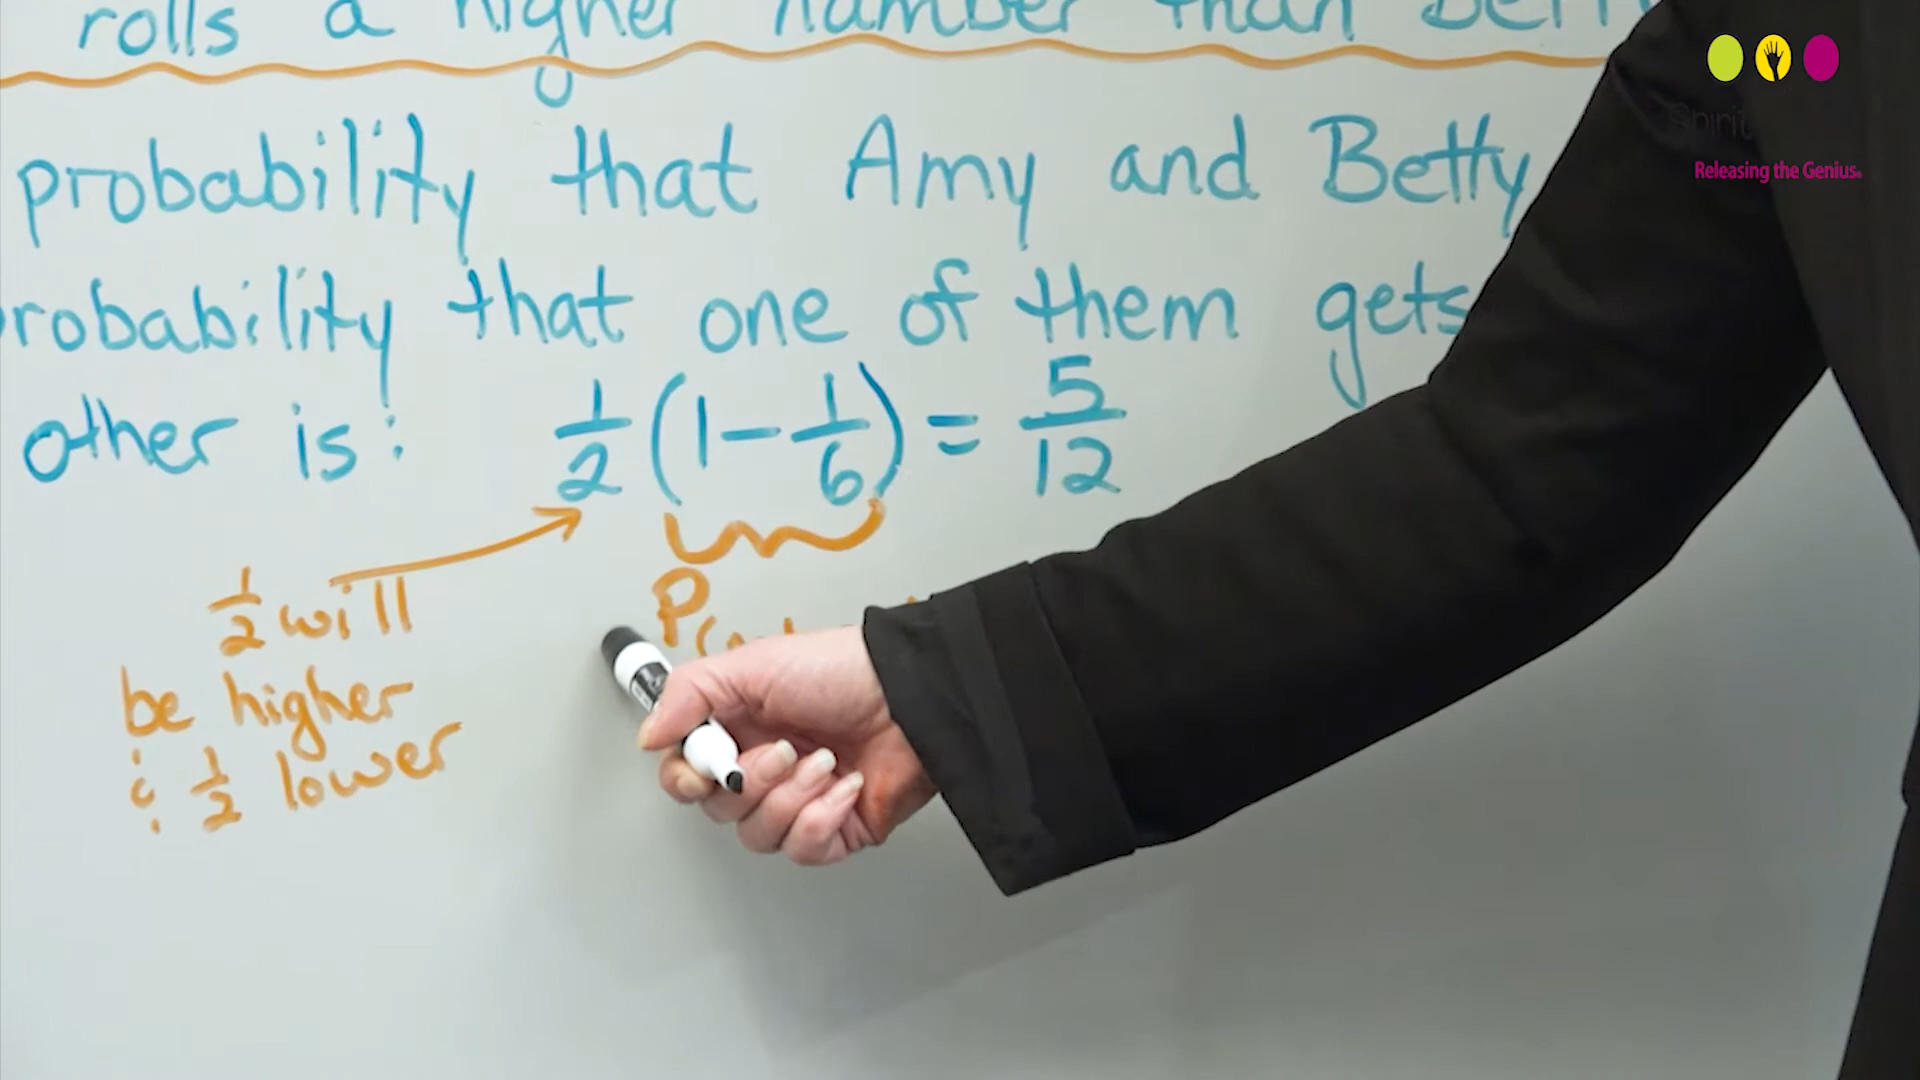 rolls a higher number than Betty
probability that Amy and Betty
robability that one of them gets
other is: 1/2 (1 - 1/6) = 5/12
1/2 will
be higher
& 1/2 lower
P(
Spirit
Releasing the Genius